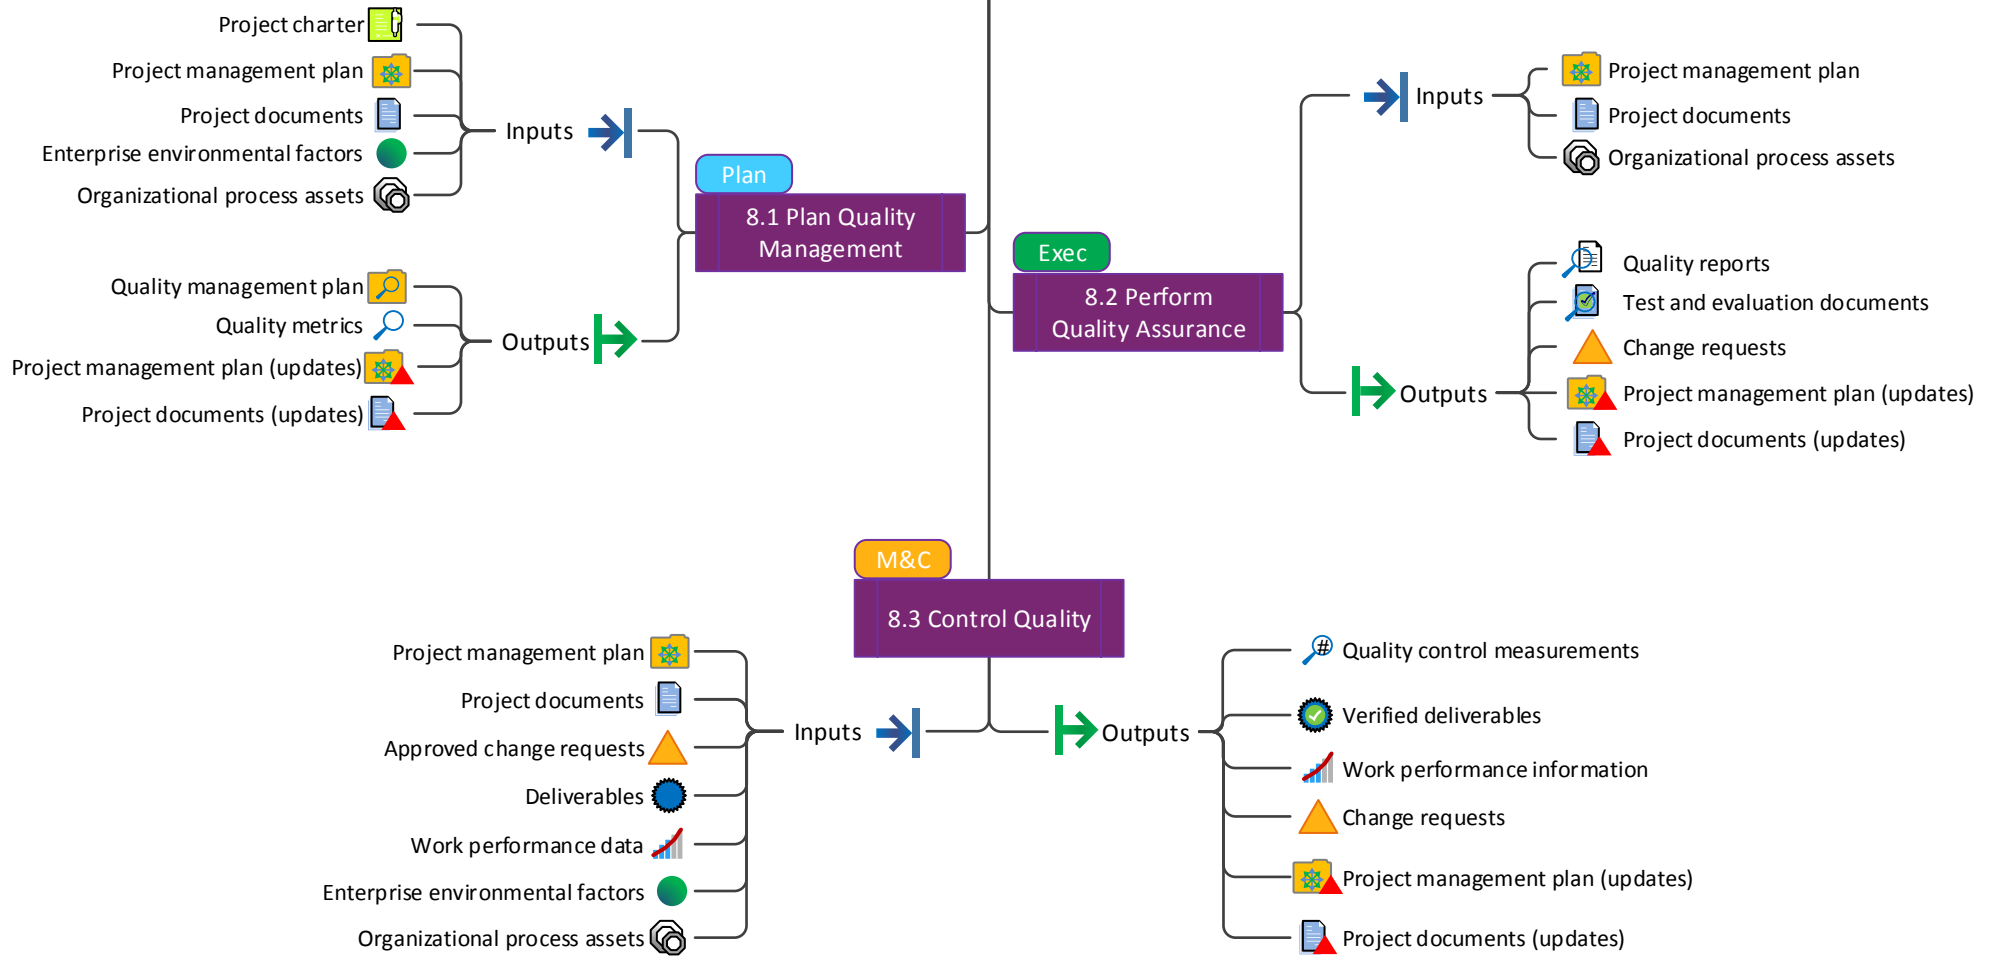 Project charter
Project management plan
Project documents
Enterprise environmental factors
Organizational process assets
Inputs
Plan
8.1 Plan Quality
Management
Quality management plan
Quality metrics
Project management plan (updates)
Project documents (updates)
Outputs
Exec
8.2 Perform
Quality Assurance
Inputs
Project management plan
Project documents
Organizational process assets
Outputs
Quality reports
Test and evaluation documents
Change requests
Project management plan (updates)
Project documents (updates)
M&C
8.3 Control Quality
Project management plan
Project documents
Approved change requests
Deliverables
Work performance data
Enterprise environmental factors
Organizational process assets
Inputs
Outputs
#
Quality control measurements
Verified deliverables
Work performance information
Change requests
Project management plan (updates)
Project documents (updates)